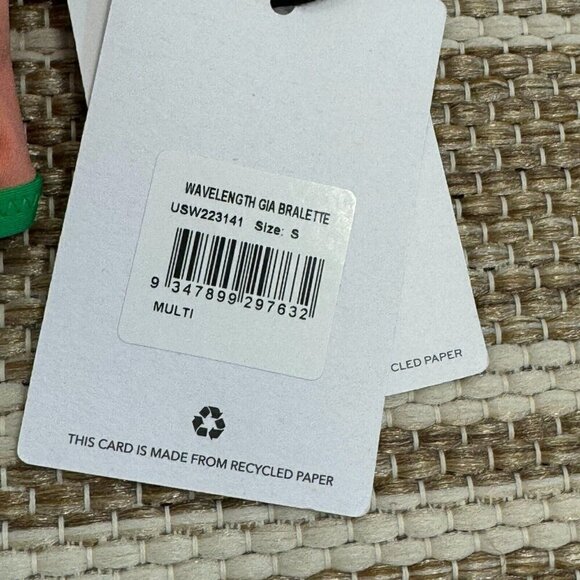 WAVELENGTH GIA BRALETTE
USW223141 Size: S
9 347899 297632
MULTI
CLED PAPER
THIS CARD IS MADE FROM RECYCLED PAPER